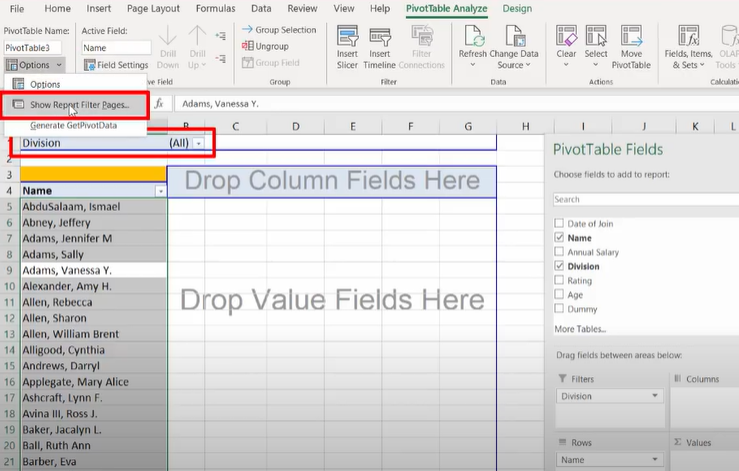 File Home Insert Page Layout Formulas Data Review View Help PivotTable Analyze Design
PivotTable Name: Active Field:
PivotTable3 Name
Options Field Settings
Drill Down Drill Up
Group Selection
Ungroup
Group Field
Insert Slicer Insert Timeline Filter Connections
Refresh Change Data Source
Clear Select Move PivotTable
Fields, Items, & Sets OLAP Tools
ve Field Group Filter Data Actions
Options
Show Report Filter Pages...
Generate GetPivotData
fx Adams, Vanessa Y.
B C D E F G H I J K L
1 Division (All)
2
3
4 Name
Drop Column Fields Here
5 AbduSalaam, Ismael
6 Abney, Jeffery
7 Adams, Jennifer M
8 Adams, Sally
9 Adams, Vanessa Y.
10 Alexander, Amy H.
11 Allen, Rebecca
12 Allen, Sharon
13 Allen, William Brent
14 Alligood, Cynthia
15 Andrews, Darryl
16 Applegate, Mary Alice
17 Ashcraft, Lynn F.
18 Avina III, Ross J.
19 Baker, Jacalyn L.
20 Ball, Ruth Ann
21 Barber, Eva
Drop Value Fields Here
PivotTable Fields
Choose fields to add to report:
Search
Date of Join
Name
Annual Salary
Division
Rating
Age
Dummy
More Tables...
Drag fields between areas below:
Filters Columns
Division
Rows Σ Values
Name